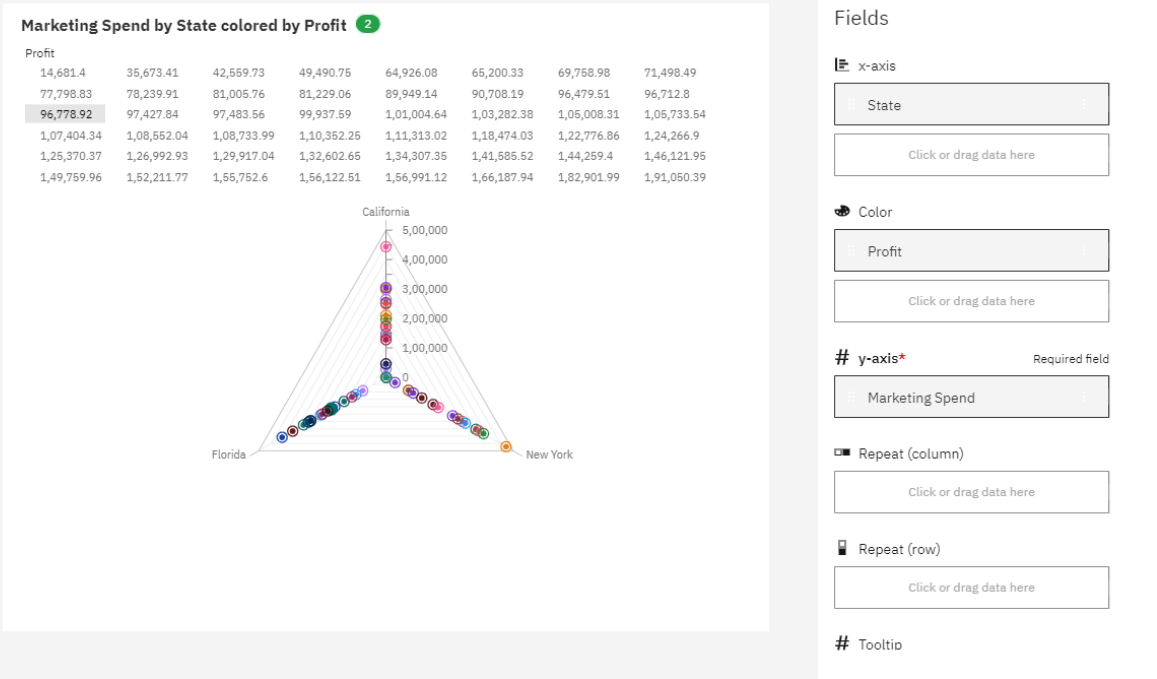 Marketing Spend by State colored by Profit 2
Profit
14,681.4 35,673.41 42,559.73 49,490.75 64,926.08 65,200.33 69,758.98 71,498.49
77,798.83 78,239.91 81,005.76 81,229.06 89,949.14 90,708.19 96,479.51 96,712.8
96,778.92 97,427.84 97,483.56 99,937.59 1,01,004.64 1,03,282.38 1,05,008.31 1,05,733.54
1,07,404.34 1,08,552.04 1,08,733.99 1,10,352.25 1,11,313.02 1,18,474.03 1,22,776.86 1,24,266.9
1,25,370.37 1,26,992.93 1,29,917.04 1,32,602.65 1,34,307.35 1,41,585.52 1,44,259.4 1,46,121.95
1,49,759.96 1,52,211.77 1,55,752.6 1,56,122.51 1,56,991.12 1,66,187.94 1,82,901.99 1,91,050.39
California
5,00,000
4,00,000
3,00,000
2,00,000
1,00,000
0
Florida
New York
Fields
x-axis
State
Click or drag data here
Color
Profit
Click or drag data here
# y-axis* Required field
Marketing Spend
Repeat (column)
Click or drag data here
Repeat (row)
Click or drag data here
# Tooltip